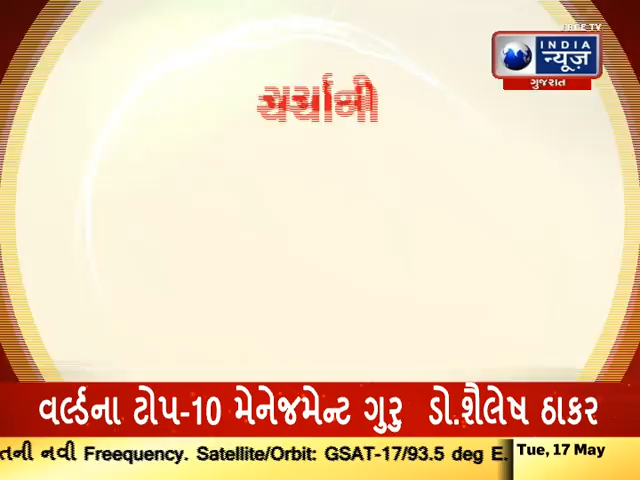 FREE TV
INDIA
न्यूज़
ગુજરાત
ચર્ચાની
વર્લ્ડના ટોપ-10 મેનેજમેન્ટ ગુરુ ડો.શૈલેષ ઠાકર
તની નવી Freequency. Satellite/Orbit: GSAT-17/93.5 deg E.
Tue, 17 May